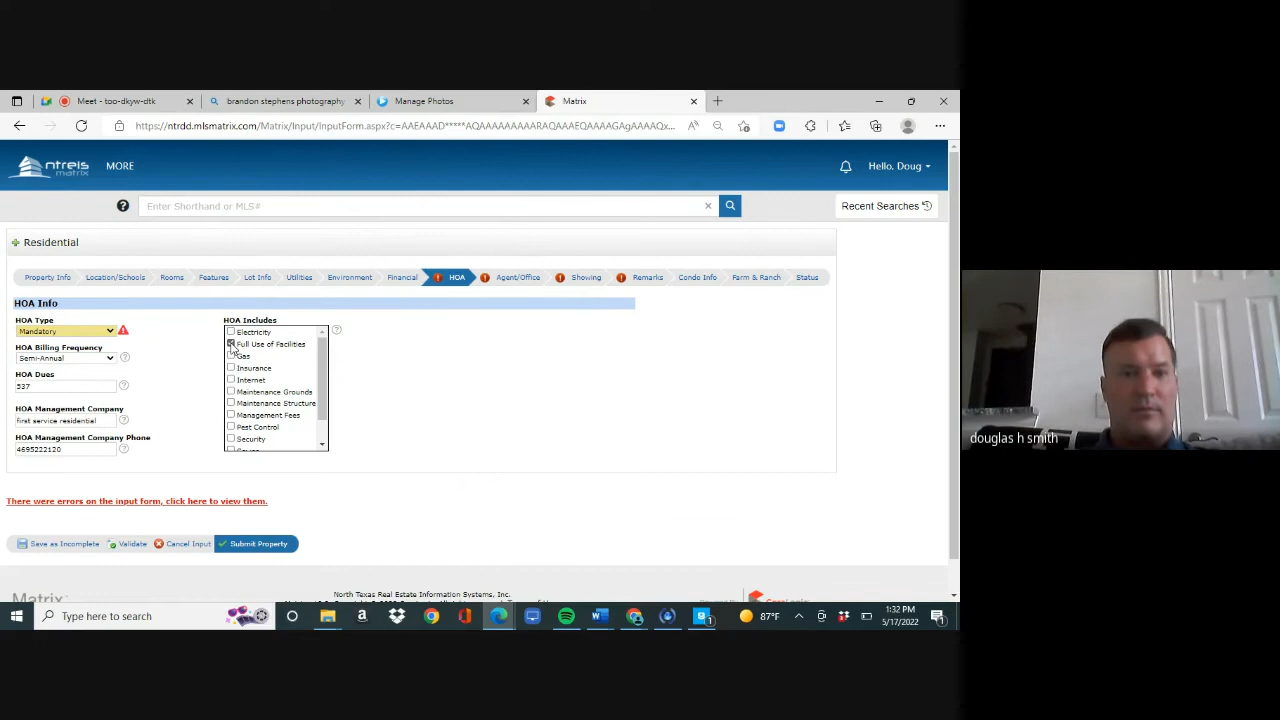 Meet - too-dkyw-dtk
brandon stephens photography
Manage Photos
Matrix
https://ntrdd.mlsmatrix.com/Matrix/Input/InputForm.aspx?c=AAEAAAD*****AQAAAAAAAAARAQAAAEQAAAAGAgAAAAQx...
ntreis
matrix
MORE
Hello, Doug
Enter Shorthand or MLS#
Recent Searches
Residential
Property Info Location/Schools Rooms Features Lot Info Utilities Environment Financial HOA Agent/Office Showing Remarks Condo Info Farm & Ranch Status
HOA Info
HOA Type
Mandatory
HOA Billing Frequency
Semi-Annual
HOA Dues
537
HOA Management Company
first service residential
HOA Management Company Phone
4695222120
HOA Includes
Electricity
Full Use of Facilities
Gas
Insurance
Internet
Maintenance Grounds
Maintenance Structure
Management Fees
Pest Control
Security
There were errors on the input form, click here to view them.
Save as Incomplete Validate Cancel Input Submit Property
Matrix
North Texas Real Estate Information Systems, Inc.
douglas h smith
Type here to search
87°F
1:32 PM
5/17/2022